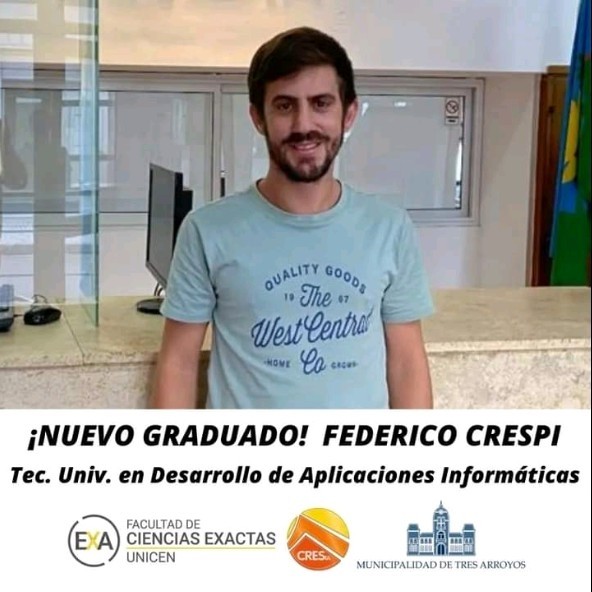 QUALITY GOODS
19 The 67
West Central
-HOME Co GROWN-
¡NUEVO GRADUADO! FEDERICO CRESPI
Tec. Univ. en Desarrollo de Aplicaciones Informáticas
EXA
FACULTAD DE
CIENCIAS EXACTAS
UNICEN
CRESta
MUNICIPALIDAD DE TRES ARROYOS